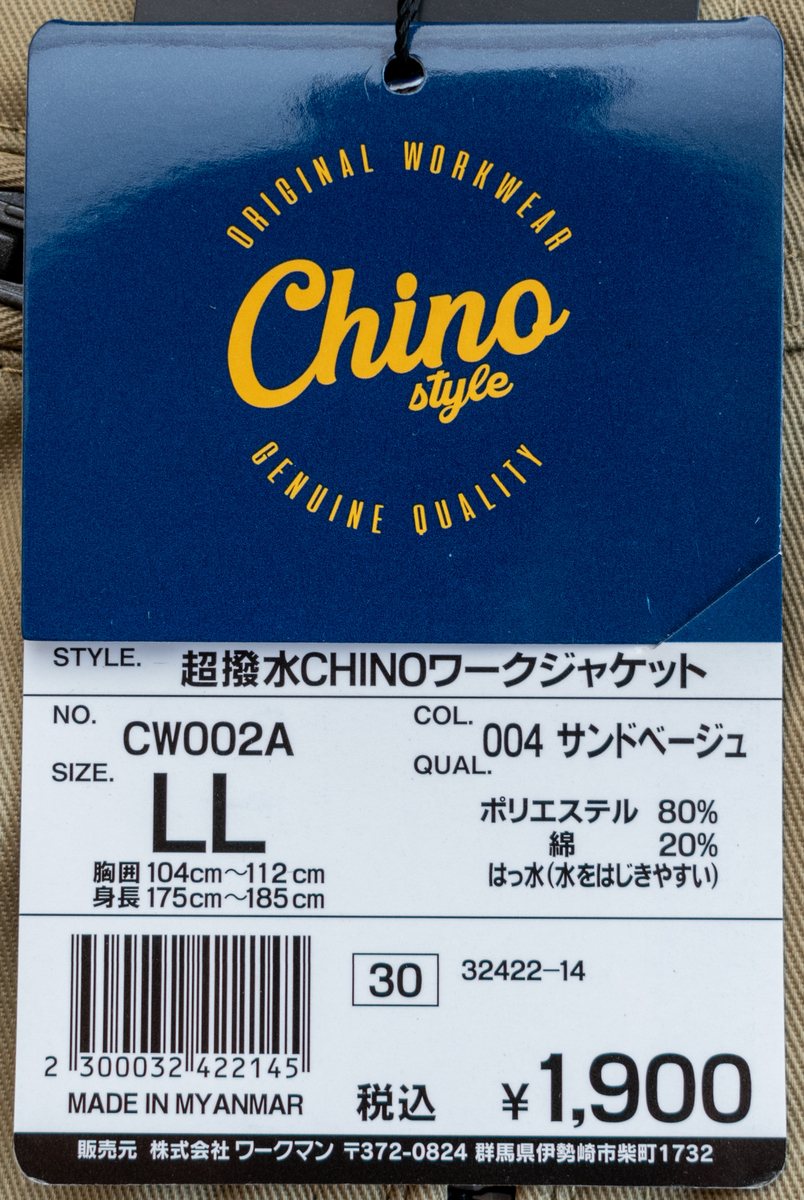 ORIGINAL WORKWEAR
Chino
style
GENUINE QUALITY
STYLE. 超撥水CHINOワークジャケット
NO. CW002A
COL. 004 サンドベージュ
SIZE. LL
胸囲 104cm～112cm
身長 175cm～185cm
QUAL.
ポリエステル 80%
綿 20%
はっ水(水をはじきやすい)
30 32422-14
2 300032 422145
MADE IN MYANMAR
税込 ¥1,900
販売元 株式会社 ワークマン 〒372-0824 群馬県伊勢崎市柴町1732